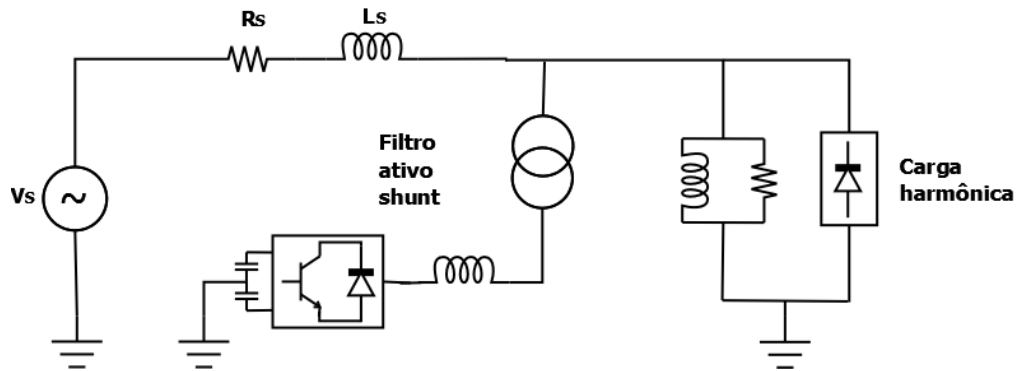 Rs
Ls
Filtro
ativo
shunt
Vs
~
Carga
harmônica